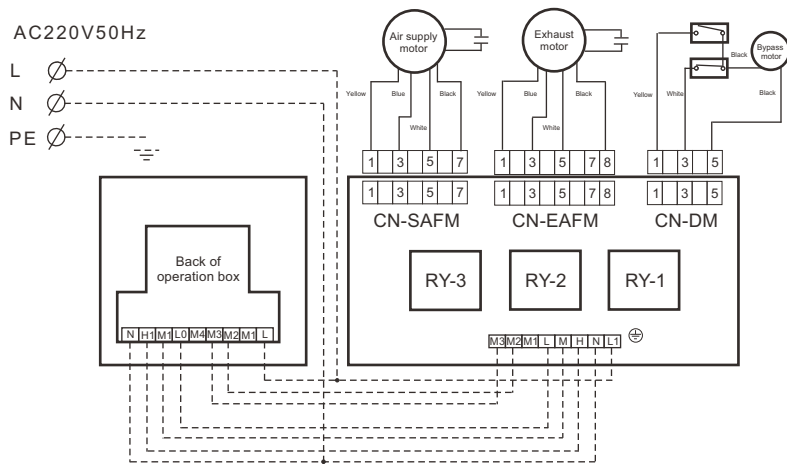 AC220V50Hz
L
N
PE
Air supply
motor
Exhaust
motor
Bypass
motor
Black
Yellow
Blue
Black
Yellow
Blue
Black
Yellow
White
Black
White
White
1 3 5 7
1 3 5 7 8
1 3 5
1 3 5 7
1 3 5 7 8
1 3 5
CN-SAFM
CN-EAFM
CN-DM
RY-3
RY-2
RY-1
Back of
operation box
N H1 M1 L0 M4 M3 M2 M1 L
M3 M2 M1 L M H N L1